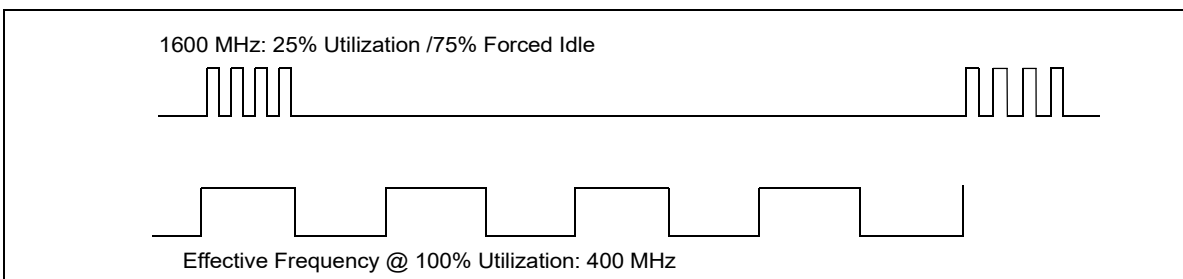 1600 MHz: 25% Utilization /75% Forced Idle
Effective Frequency @ 100% Utilization: 400 MHz